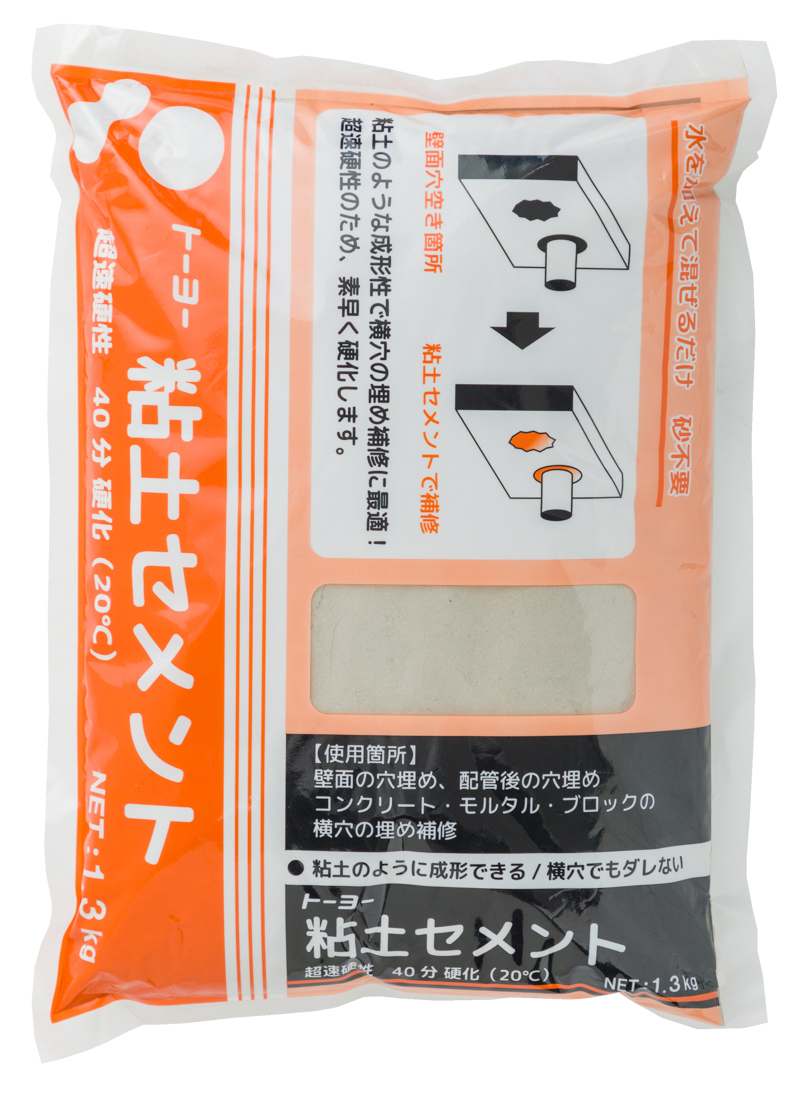 水を加えて混ぜるだけ 砂不要
壁面穴空き箇所
粘土セメントで補修
粘土のような成形性で横穴の埋め補修に最適！
超速硬性のため、素早く硬化します。
トーヨー
粘土セメント
超速硬性 40分硬化（20℃） NET:1.3kg
【使用箇所】
壁面の穴埋め、配管後の穴埋め
コンクリート・モルタル・ブロックの
横穴の埋め補修
●粘土のように成形できる/横穴でもダレない
トーヨー
粘土セメント
超速硬性 40分硬化（20℃） NET:1.3kg